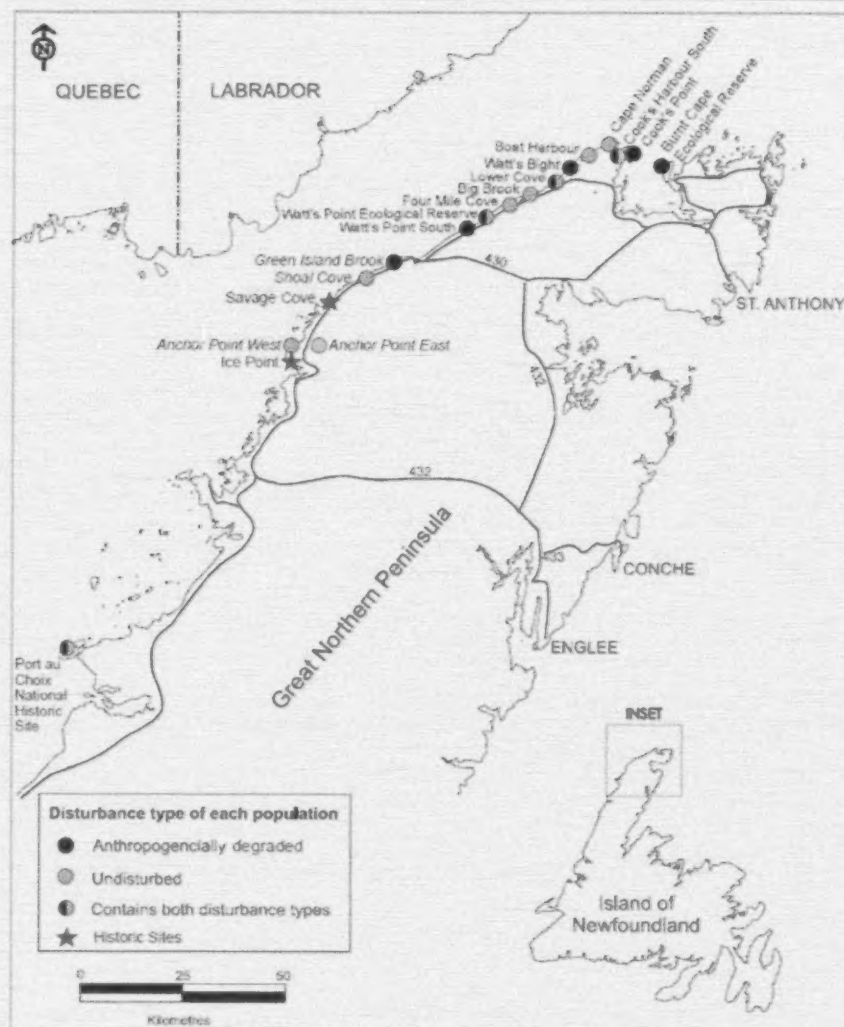 N
QUEBEC
LABRADOR
Cape Norman
Cook's Harbour South
Cook's Point
Burnt Cape
Ecological Reserve
Boat Harbour
Watt's Bight
Lower Cove
Big Brook
Four Mile Cove
Watt's Point Ecological Reserve
Watt's Point South
Green Island Brook
Shoal Cove
Savage Cove
430
ST. ANTHONY
Anchor Point West
Anchor Point East
Ice Point
432
432
433
CONCHE
ENGLEE
Great Northern Peninsula
Port au
Choix
National
Historic
Site
INSET
Island of
Newfoundland
Disturbance type of each population
Anthropogencially degraded
Undisturbed
Contains both disturbance types
Historic Sites
0 25 50
Kilometres